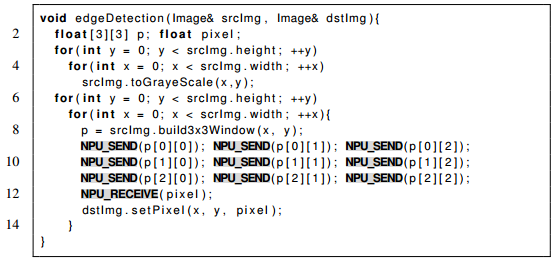 void edgeDetection(Image& srcImg, Image& dstImg){
2 float[3][3] p; float pixel;
for(int y = 0; y < srcImg.height; ++y)
4 for(int x = 0; x < srcImg.width; ++x)
srcImg.toGrayeScale(x,y);
6 for(int y = 0; y < srcImg.height; ++y)
for(int x = 0; x < scrImg.width; ++x){
8 p = srcImg.build3x3Window(x, y);
NPU_SEND(p[0][0]); NPU_SEND(p[0][1]); NPU_SEND(p[0][2]);
10 NPU_SEND(p[1][0]); NPU_SEND(p[1][1]); NPU_SEND(p[1][2]);
NPU_SEND(p[2][0]); NPU_SEND(p[2][1]); NPU_SEND(p[2][2]);
12 NPU_RECEIVE(pixel);
dstImg.setPixel(x, y, pixel);
14 }
}